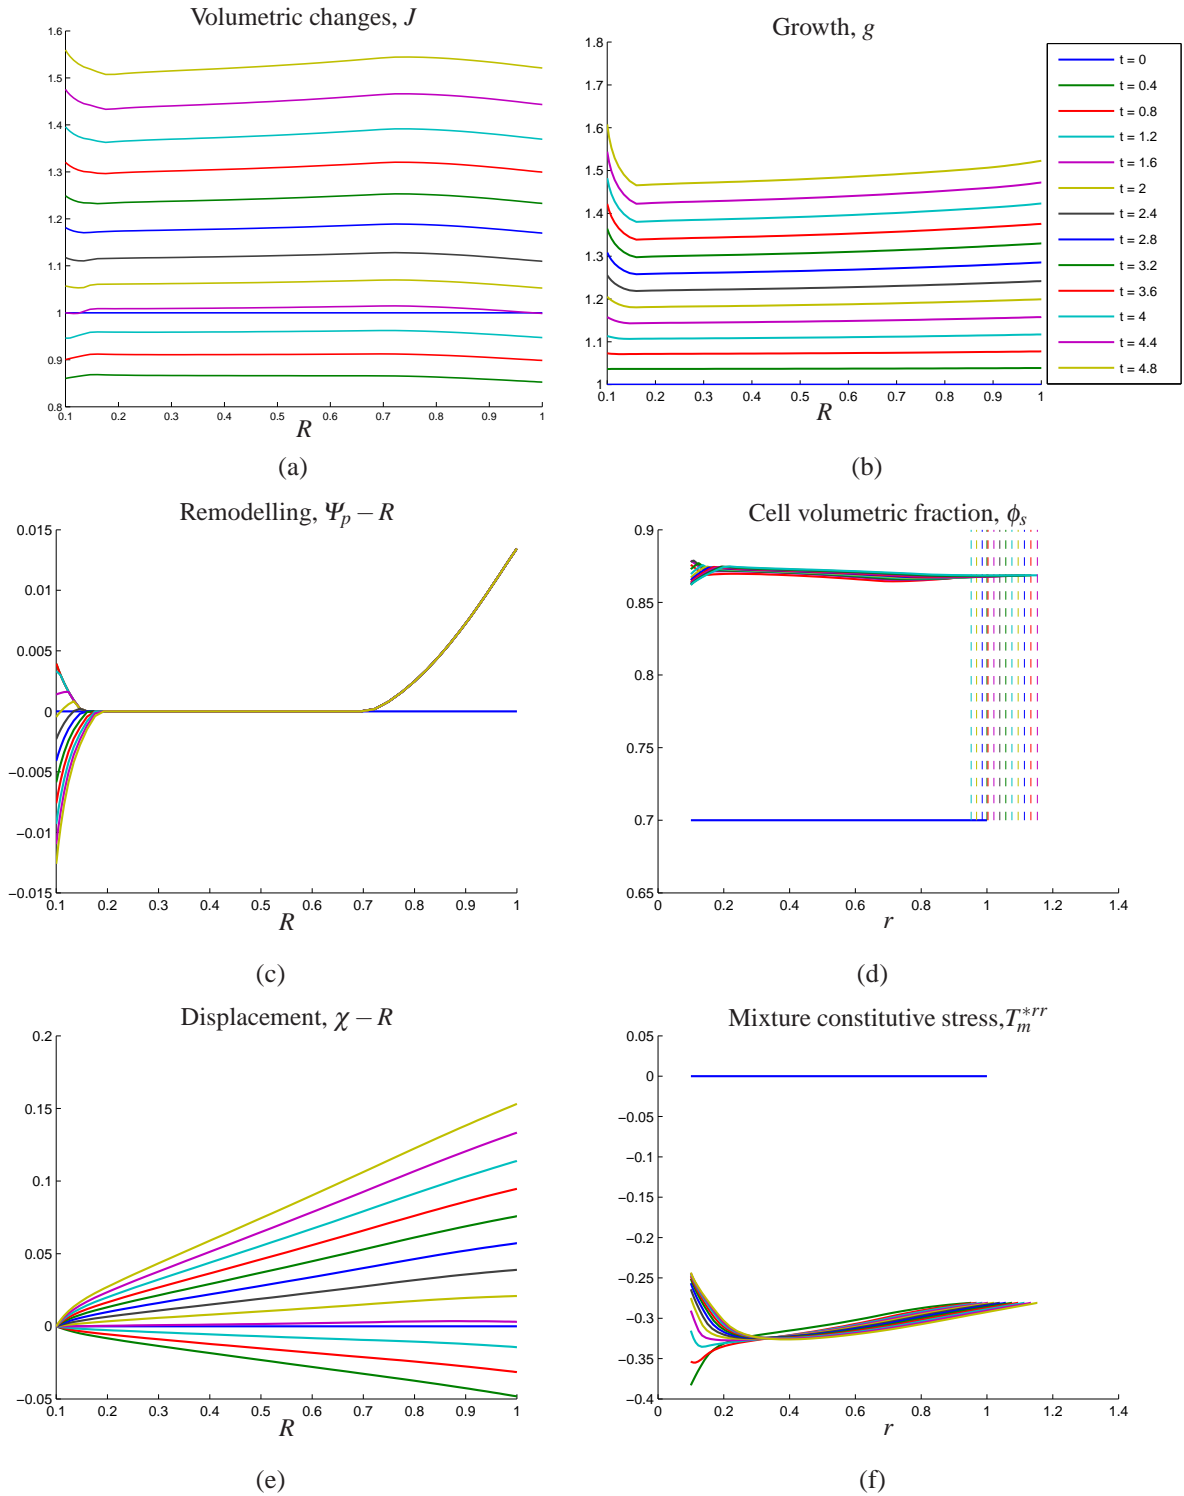 Volumetric changes, J
1.6
1.5
1.4
1.3
1.2
1.1
1
0.9
0.8
0.1 0.2 0.3 0.4 0.5 0.6 0.7 0.8 0.9 1
R
(a)
Growth, g
1.8
1.7
1.6
1.5
1.4
1.3
1.2
1.1
1
0.1 0.2 0.3 0.4 0.5 0.6 0.7 0.8 0.9 1
R
(b)
t = 0
t = 0.4
t = 0.8
t = 1.2
t = 1.6
t = 2
t = 2.4
t = 2.8
t = 3.2
t = 3.6
t = 4
t = 4.4
t = 4.8
Remodelling, Ψp − R
0.015
0.01
0.005
0
−0.005
−0.01
−0.015
0.1 0.2 0.3 0.4 0.5 0.6 0.7 0.8 0.9 1
R
(c)
Cell volumetric fraction, ϕs
0.9
0.85
0.8
0.75
0.7
0.65
0 0.2 0.4 0.6 0.8 1 1.2 1.4
r
(d)
Displacement, χ − R
0.2
0.15
0.1
0.05
0
−0.05
0.1 0.2 0.3 0.4 0.5 0.6 0.7 0.8 0.9 1
R
(e)
Mixture constitutive stress,Tm*rr
0.05
0
−0.05
−0.1
−0.15
−0.2
−0.25
−0.3
−0.35
−0.4
0 0.2 0.4 0.6 0.8 1 1.2 1.4
r
(f)